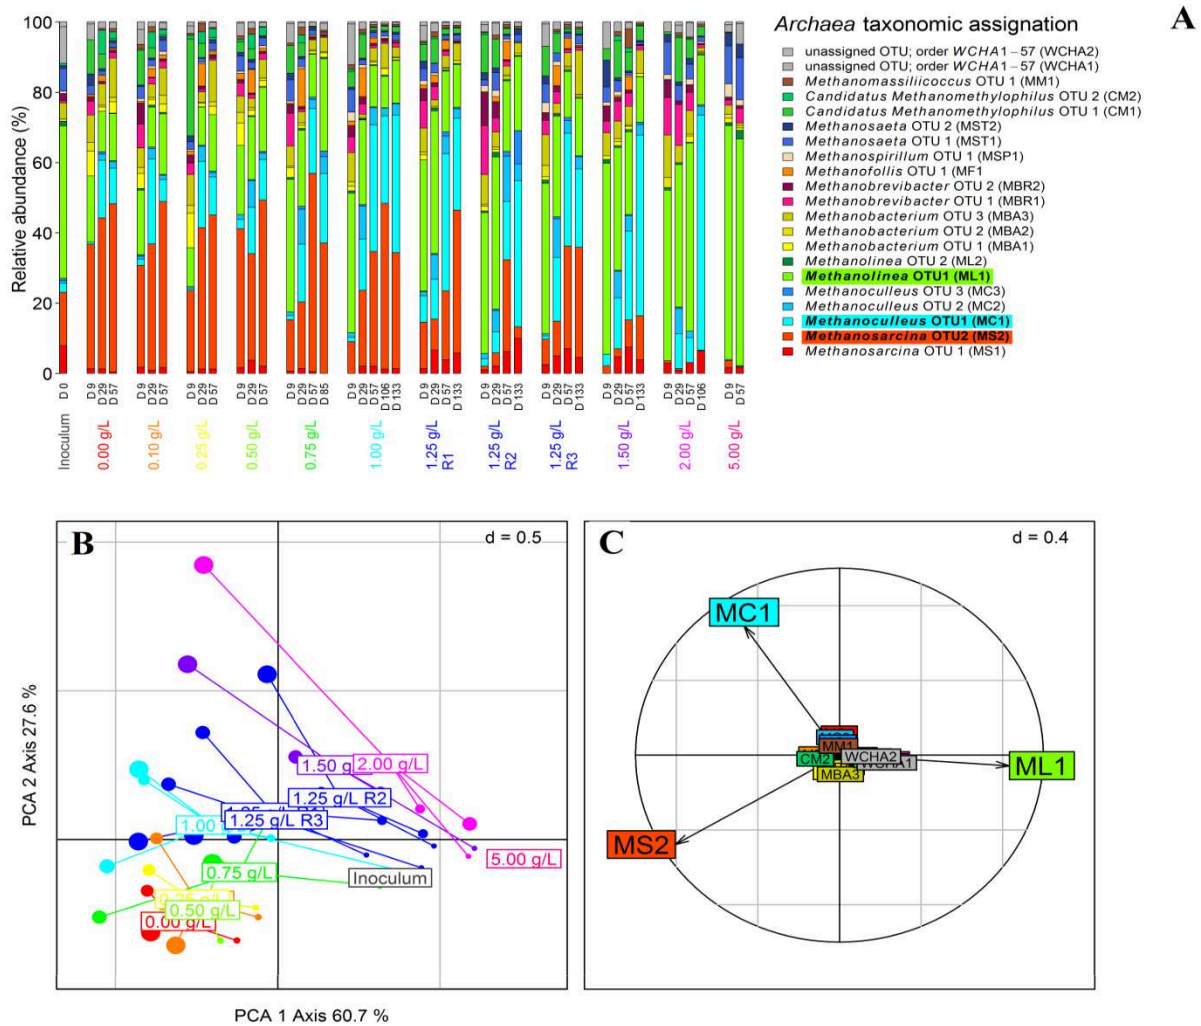 A
Archaea taxonomic assignation
unassigned OTU; order WCHA1–57 (WCHA2)
unassigned OTU; order WCHA1–57 (WCHA1)
Methanomassiliicoccus OTU 1 (MM1)
Candidatus Methanomethylophilus OTU 2 (CM2)
Candidatus Methanomethylophilus OTU 1 (CM1)
Methanosaeta OTU 2 (MST2)
Methanosaeta OTU 1 (MST1)
Methanospirillum OTU 1 (MSP1)
Methanofollis OTU 1 (MF1
Methanobrevibacter OTU 2 (MBR2)
Methanobrevibacter OTU 1 (MBR1)
Methanobacterium OTU 3 (MBA3)
Methanobacterium OTU 2 (MBA2)
Methanobacterium OTU 1 (MBA1)
Methanolinea OTU 2 (ML2)
Methanolinea OTU1 (ML1)
Methanoculleus OTU 3 (MC3)
Methanoculleus OTU 2 (MC2)
Methanoculleus OTU1 (MC1)
Methanosarcina OTU2 (MS2)
Methanosarcina OTU 1 (MS1)
Relative abundance (%)
100
80
60
40
20
0
D 0
D 9
D 29
D 57
D 9
D 29
D 57
D 9
D 29
D 57
D 9
D 29
D 57
D 9
D 29
D 57
D 85
D 9
D 29
D 57
D 106
D 133
D 9
D 29
D 57
D 133
D 9
D 29
D 57
D 133
D 9
D 29
D 57
D 133
D 9
D 29
D 57
D 133
D 9
D 29
D 57
D 106
D 9
D 57
Inoculum
0.00 g/L
0.10 g/L
0.25 g/L
0.50 g/L
0.75 g/L
1.00 g/L
1.25 g/L
R1
1.25 g/L
R2
1.25 g/L
R3
1.50 g/L
2.00 g/L
5.00 g/L
B
d = 0.5
1.50 g/
2.00 g/L
1.25 g/L R2
1.25 g/L R3
1.00
5.00 g/L
Inoculum
0.75 g/L
0.50 g/L
0.00 g/L
PCA 2 Axis 27.6 %
PCA 1 Axis 60.7 %
C
d = 0.4
MC1
MM1
WCHA2
CM2
WCHA1
MBA3
ML1
MS2